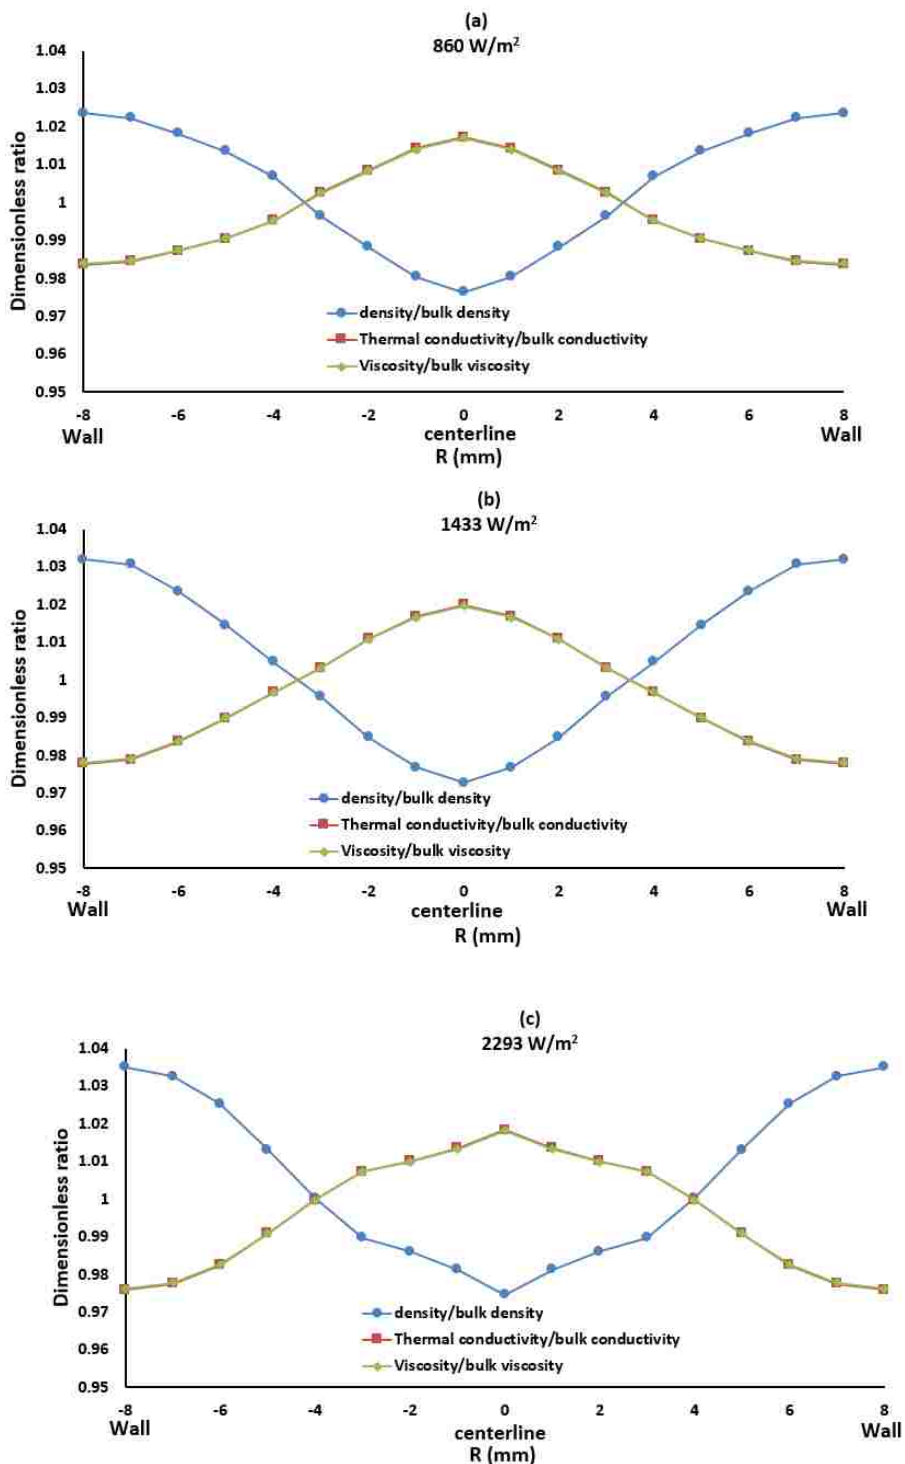 (a)
860 W/m²
1.04
1.03
1.02
1.01
1
0.99
0.98
0.97
0.96
0.95
Dimensionless ratio
density/bulk density
Thermal conductivity/bulk conductivity
Viscosity/bulk viscosity
-8 -6 -4 -2 0 2 4 6 8
Wall centerline Wall
R (mm)
(b)
1433 W/m²
1.04
1.03
1.02
1.01
1
0.99
0.98
0.97
0.96
0.95
Dimensionless ratio
density/bulk density
Thermal conductivity/bulk conductivity
Viscosity/bulk viscosity
-8 -6 -4 -2 0 2 4 6 8
Wall centerline Wall
R (mm)
(c)
2293 W/m²
1.04
1.03
1.02
1.01
1
0.99
0.98
0.97
0.96
0.95
Dimensionless ratio
density/bulk density
Thermal conductivity/bulk conductivity
Viscosity/bulk viscosity
-8 -6 -4 -2 0 2 4 6 8
Wall centerline Wall
R (mm)